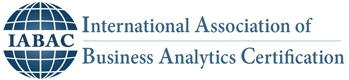 IABAC
International Association of
Business Analytics Certification